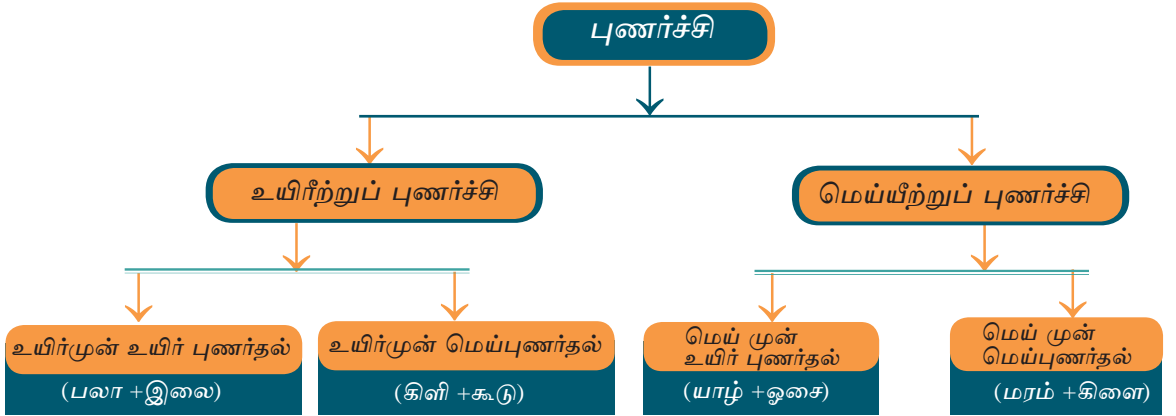 புணர்ச்சி
உயிரீற்றுப் புணர்ச்சி
மெய்யீற்றுப் புணர்ச்சி
உயிர்முன் உயிர் புணர்தல்
(பலா +இலை)
உயிர்முன் மெய்புணர்தல்
(கிளி +கூடு)
மெய் முன்
உயிர் புணர்தல்
(யாழ் +ஓசை)
மெய் முன்
மெய்புணர்தல்
(மரம் +கிளை)